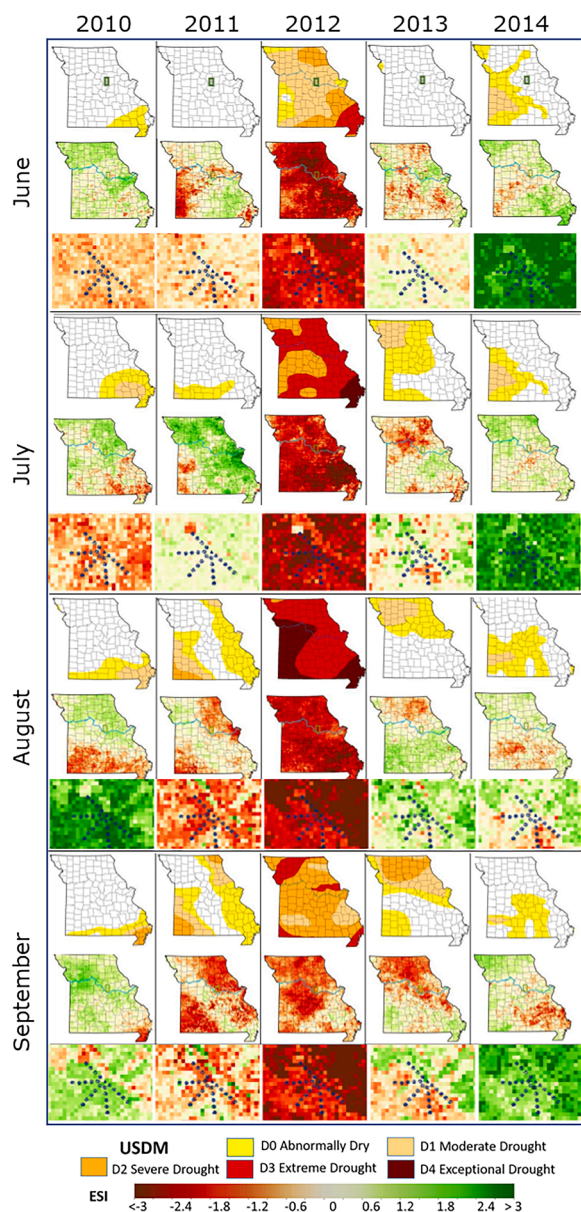 2010 2011 2012 2013 2014
June
July
August
September
USDM
D0 Abnormally Dry
D1 Moderate Drought
D2 Severe Drought
D3 Extreme Drought
D4 Exceptional Drought
ESI
<-3 -2.4 -1.8 -1.2 -0.6 0 0.6 1.2 1.8 2.4 > 3